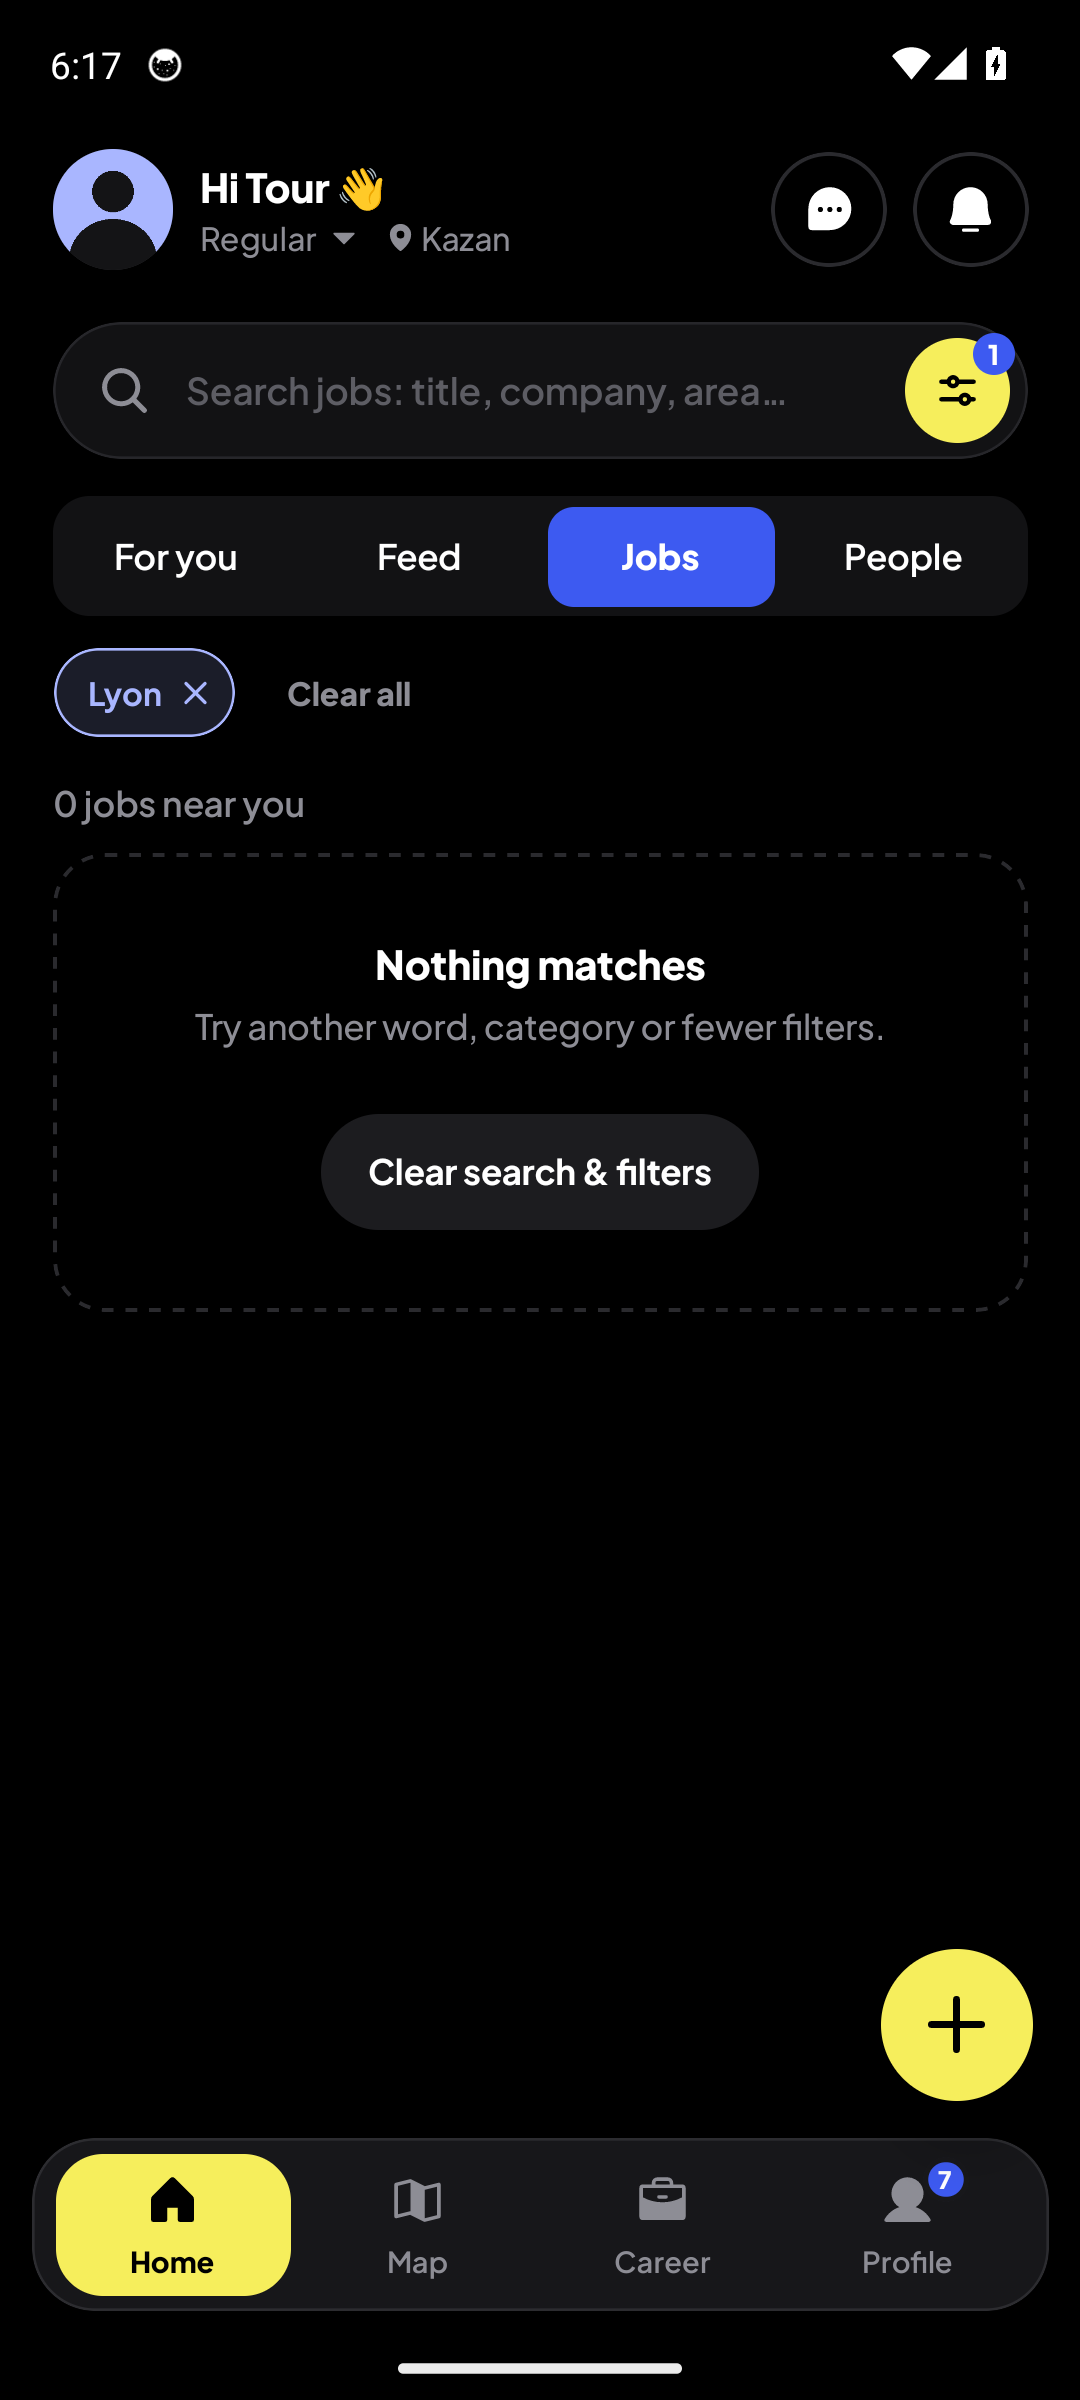 6:17
Hi Tour 👋
Regular
Kazan
Search jobs: title, company, area...
1
For you
Feed
Jobs
People
Lyon
Clear all
0 jobs near you
Nothing matches
Try another word, category or fewer filters.
Clear search & filters
Home
Map
Career
7
Profile